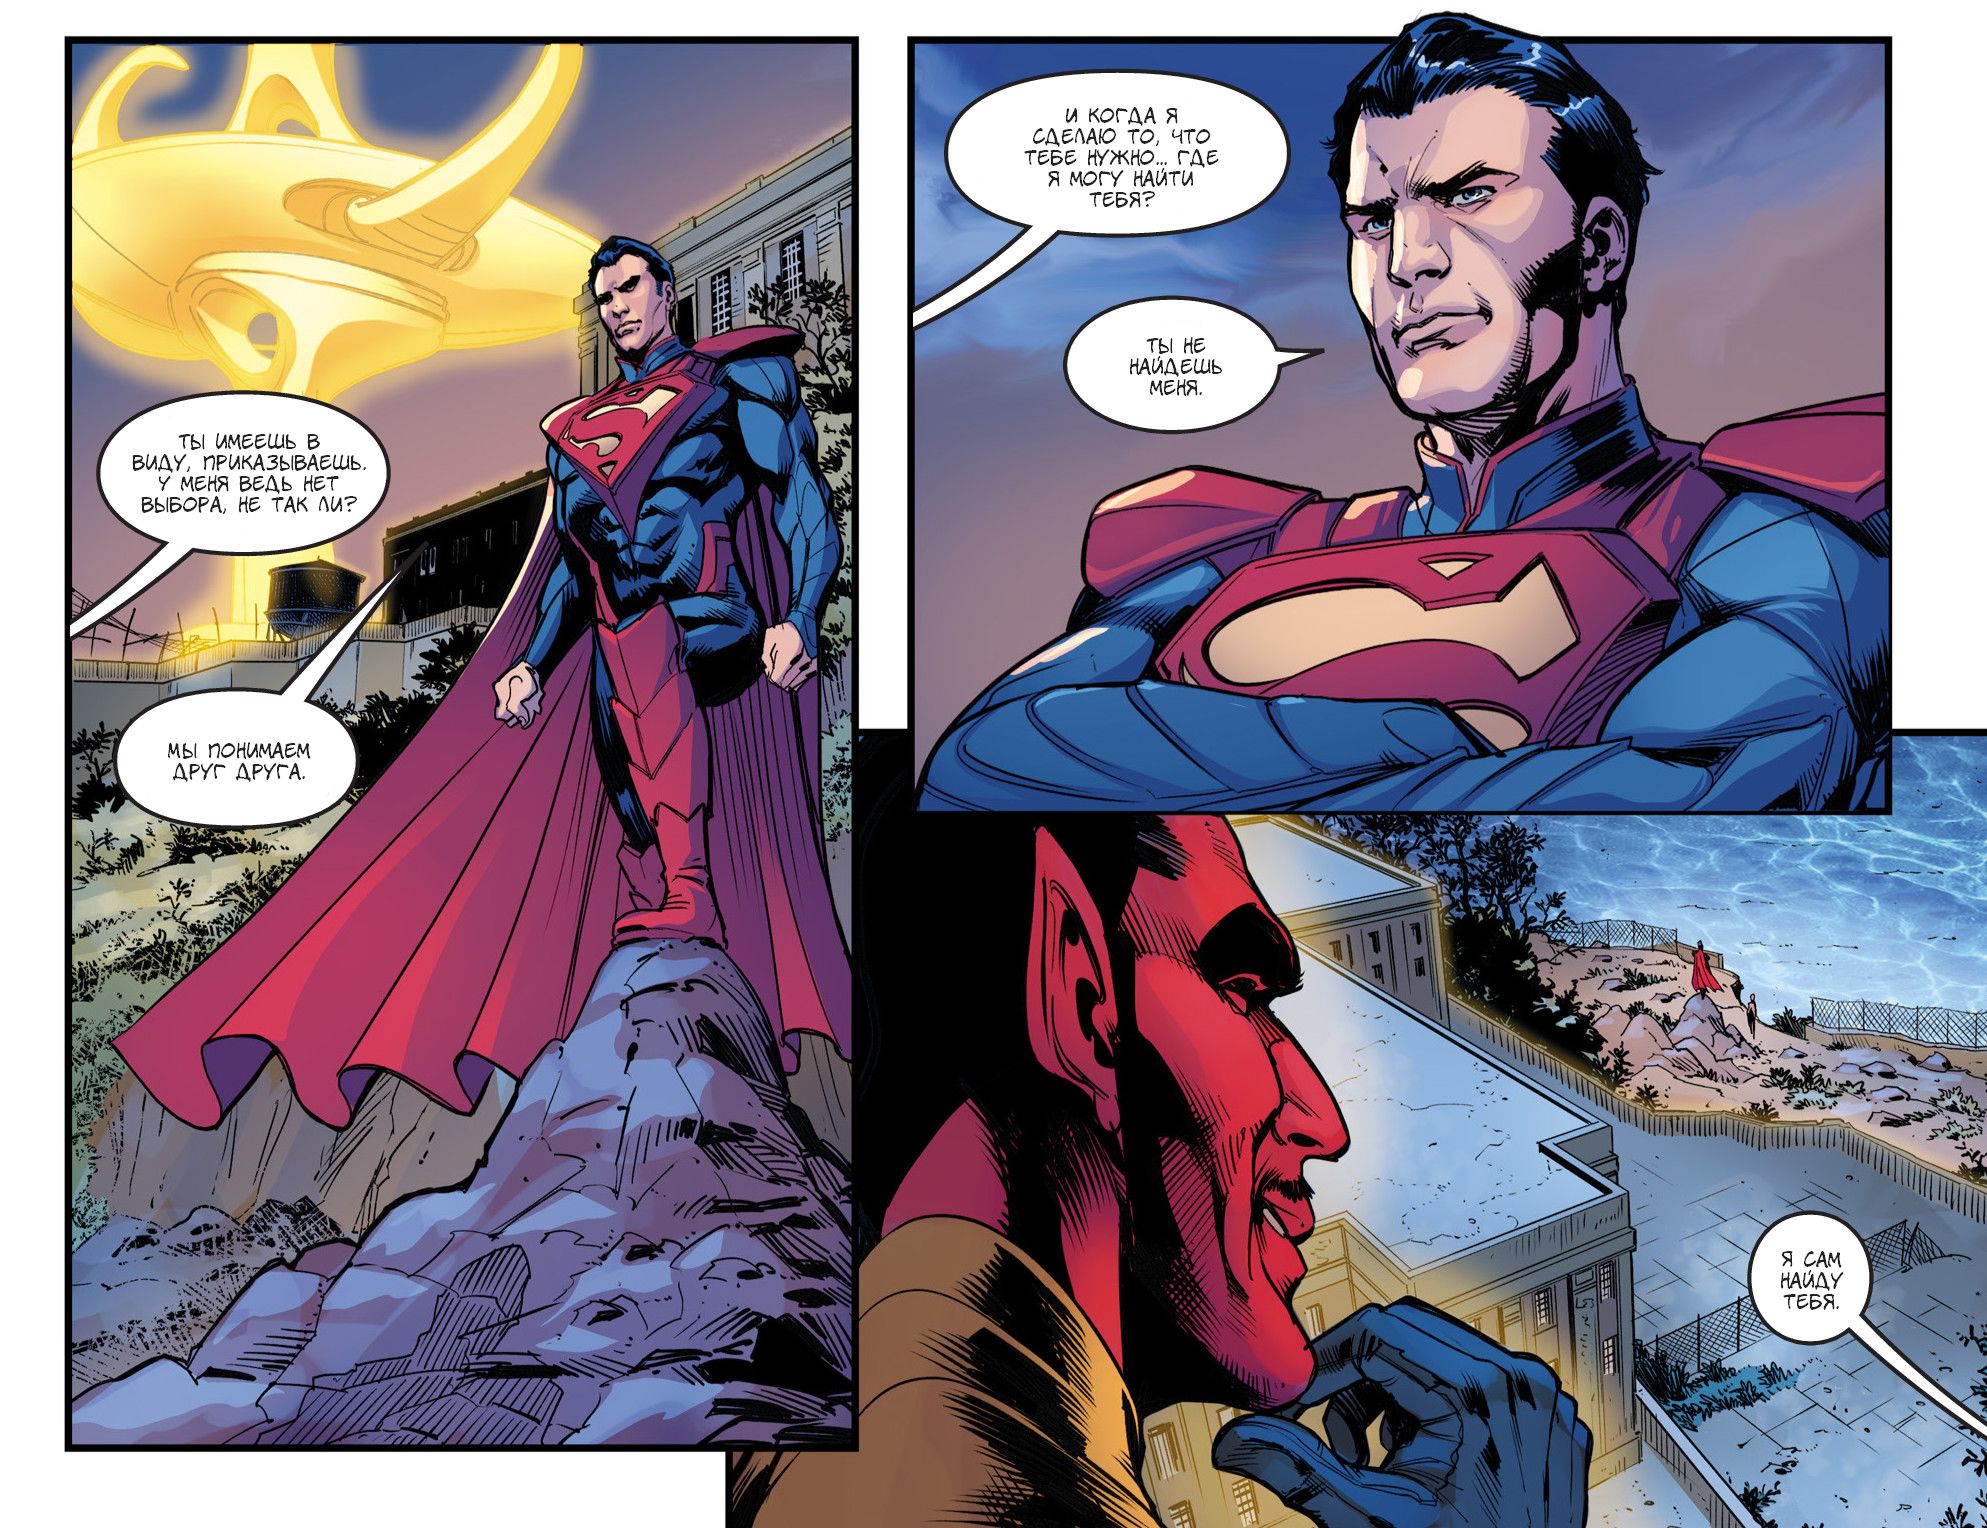 ТЫ ИМЕЕШЬ В
ВИДУ, ПРИКАЗЫВАЕШЬ.
У МЕНЯ ВЕДЬ НЕТ
ВЫБОРА, НЕ ТАК ЛИ?
МЫ ПОНИМАЕМ
ДРУГ ДРУГА.
И КОГДА Я
СДЕЛАЮ ТО, ЧТО
ТЕБЕ НУЖНО... ГДЕ
Я МОГУ НАЙТИ
ТЕБЯ?
ТЫ НЕ
НАЙДЕШЬ
МЕНЯ.
Я САМ
НАЙДУ
ТЕБЯ.